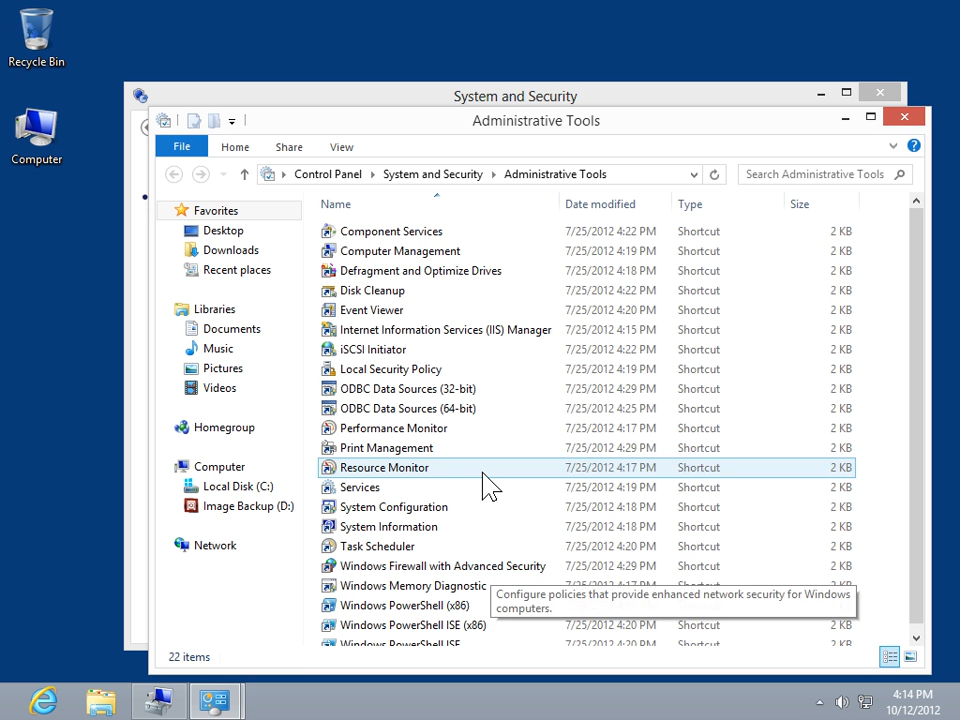 Recycle Bin
Computer
System and Security
Administrative Tools
File Home Share View
Control Panel System and Security Administrative Tools Search Administrative Tools
Name Date modified Type Size
Favorites
Desktop
Downloads
Recent places
Libraries
Documents
Music
Pictures
Videos
Homegroup
Computer
Local Disk (C:)
Image Backup (D:)
Network
Component Services 7/25/2012 4:22 PM Shortcut 2 KB
Computer Management 7/25/2012 4:19 PM Shortcut 2 KB
Defragment and Optimize Drives 7/25/2012 4:18 PM Shortcut 2 KB
Disk Cleanup 7/25/2012 4:22 PM Shortcut 2 KB
Event Viewer 7/25/2012 4:20 PM Shortcut 2 KB
Internet Information Services (IIS) Manager 7/25/2012 4:15 PM Shortcut 2 KB
iSCSI Initiator 7/25/2012 4:22 PM Shortcut 2 KB
Local Security Policy 7/25/2012 4:22 PM Shortcut 2 KB
ODBC Data Sources (32-bit) 7/25/2012 4:29 PM Shortcut 2 KB
ODBC Data Sources (64-bit) 7/25/2012 4:25 PM Shortcut 2 KB
Performance Monitor 7/25/2012 4:17 PM Shortcut 2 KB
Print Management 7/25/2012 4:29 PM Shortcut 2 KB
Resource Monitor 7/25/2012 4:17 PM Shortcut 2 KB
Services 7/25/2012 4:19 PM Shortcut 2 KB
System Configuration 7/25/2012 4:18 PM Shortcut 2 KB
System Information 7/25/2012 4:18 PM Shortcut 2 KB
Task Scheduler 7/25/2012 4:20 PM Shortcut 2 KB
Windows Firewall with Advanced Security 7/25/2012 4:29 PM Shortcut 2 KB
Windows Memory Diagnostic 7/25/2012 4:17 PM Shortcut 2 KB
Configure policies that provide enhanced network security for Windows
computers.
Windows PowerShell (x86)
Windows PowerShell ISE (x86) 7/25/2012 4:20 PM Shortcut 2 KB
Windows PowerShell ISE
22 items
4:14 PM
10/12/2012